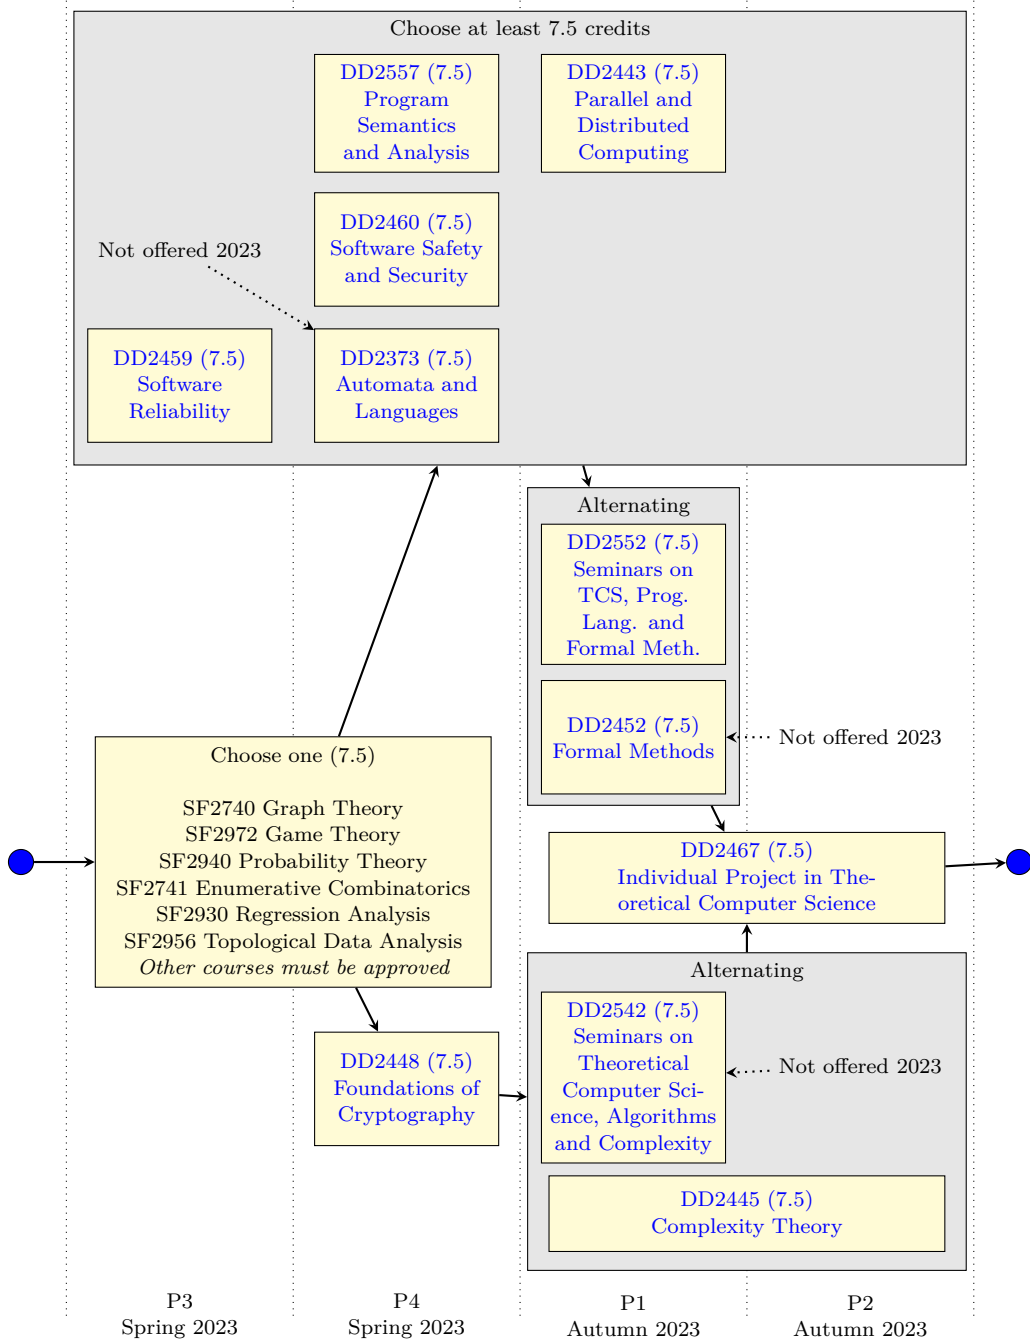 Choose at least 7.5 credits
DD2557 (7.5)
Program
Semantics
and Analysis
DD2443 (7.5)
Parallel and
Distributed
Computing
DD2460 (7.5)
Software Safety
and Security
Not offered 2023
DD2459 (7.5)
Software
Reliability
DD2373 (7.5)
Automata and
Languages
Alternating
DD2552 (7.5)
Seminars on
TCS, Prog.
Lang. and
Formal Meth.
DD2452 (7.5)
Formal Methods
Not offered 2023
Choose one (7.5)
SF2740 Graph Theory
SF2972 Game Theory
SF2940 Probability Theory
SF2741 Enumerative Combinatorics
SF2930 Regression Analysis
SF2956 Topological Data Analysis
Other courses must be approved
DD2467 (7.5)
Individual Project in The-
oretical Computer Science
Alternating
DD2542 (7.5)
Seminars on
Theoretical
Computer Sci-
ence, Algorithms
and Complexity
Not offered 2023
DD2448 (7.5)
Foundations of
Cryptography
DD2445 (7.5)
Complexity Theory
P3
Spring 2023
P4
Spring 2023
P1
Autumn 2023
P2
Autumn 2023